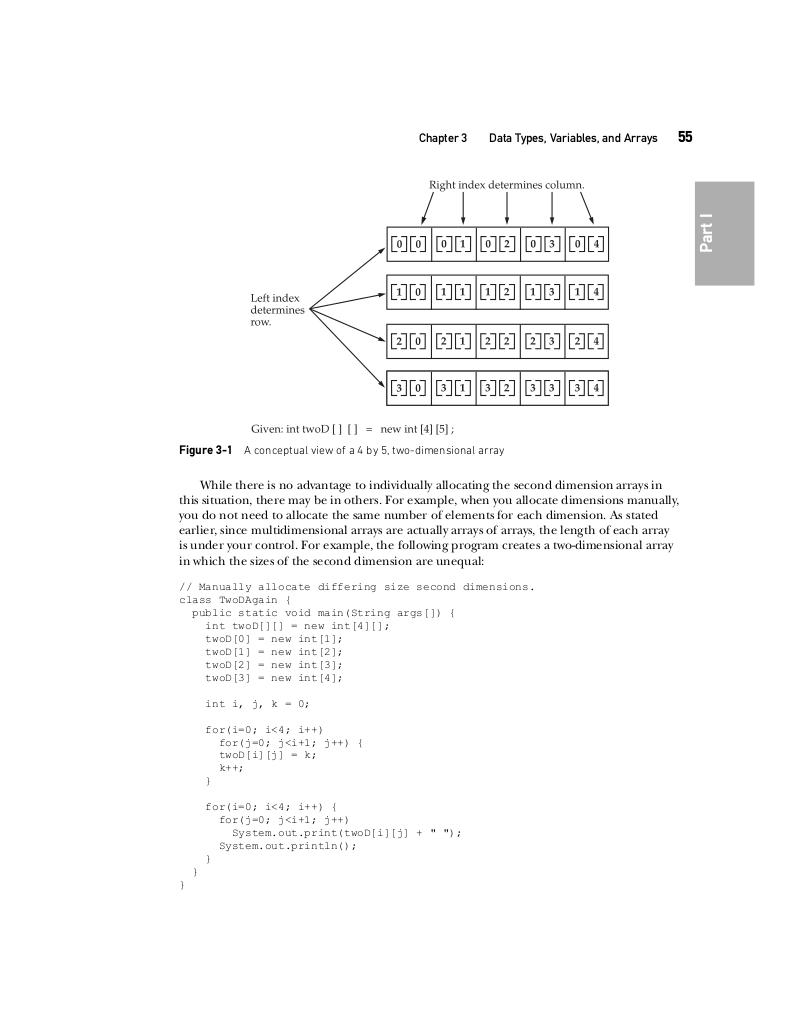 Chapter 3 Data Types, Variables, and Arrays 55
Part I
Right index determines column.
[0][0] [0][1] [0][2] [0][3] [0][4]
[1][0] [1][1] [1][2] [1][3] [1][4]
Left index
determines
row.
[2][0] [2][1] [2][2] [2][3] [2][4]
[3][0] [3][1] [3][2] [3][3] [3][4]
Given: int twoD [ ] [ ] = new int [4] [5] ;
Figure 3-1 A conceptual view of a 4 by 5, two-dimensional array
While there is no advantage to individually allocating the second dimension arrays in
this situation, there may be in others. For example, when you allocate dimensions manually,
you do not need to allocate the same number of elements for each dimension. As stated
earlier, since multidimensional arrays are actually arrays of arrays, the length of each array
is under your control. For example, the following program creates a two-dimensional array
in which the sizes of the second dimension are unequal:
// Manually allocate differing size second dimensions.
class TwoDAgain {
  public static void main(String args[]) {
    int twoD[][] = new int[4][];
    twoD[0] = new int[1];
    twoD[1] = new int[2];
    twoD[2] = new int[3];
    twoD[3] = new int[4];
    int i, j, k = 0;
    for(i=0; i<4; i++)
      for(j=0; j<i+1; j++) {
      twoD[i][j] = k;
      k++;
    }
    for(i=0; i<4; i++) {
      for(j=0; j<i+1; j++)
        System.out.print(twoD[i][j] + " ");
      System.out.println();
    }
  }
}